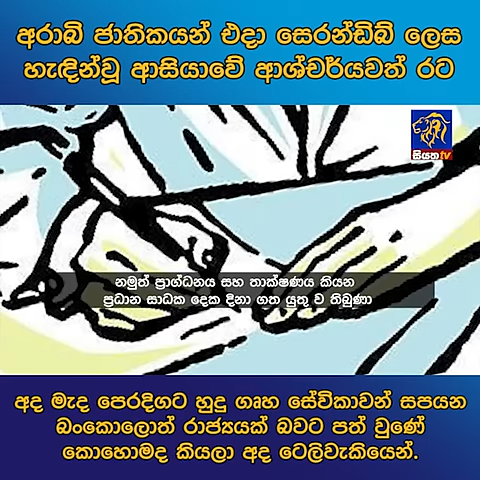 අරාබි ජාතිකයන් එදා සෙරන්ඩිබ් ලෙස
හැඳින්වූ ආසියාවේ ආශ්චර්යවත් රට
සියත tv
නමුත් ප්‍රාග්ධනය සහ තාක්ෂණය කියන
ප්‍රධාන සාධක දෙක දිනා ගත යුතු ව තිබුණා
අද මැද පෙරදිගට හුදු ගෘහ සේවිකාවන් සපයන
බංකොලොත් රාජ්‍යයක් බවට පත් වුණේ
කොහොමද කියලා අද ටෙලිවැකියෙන්.